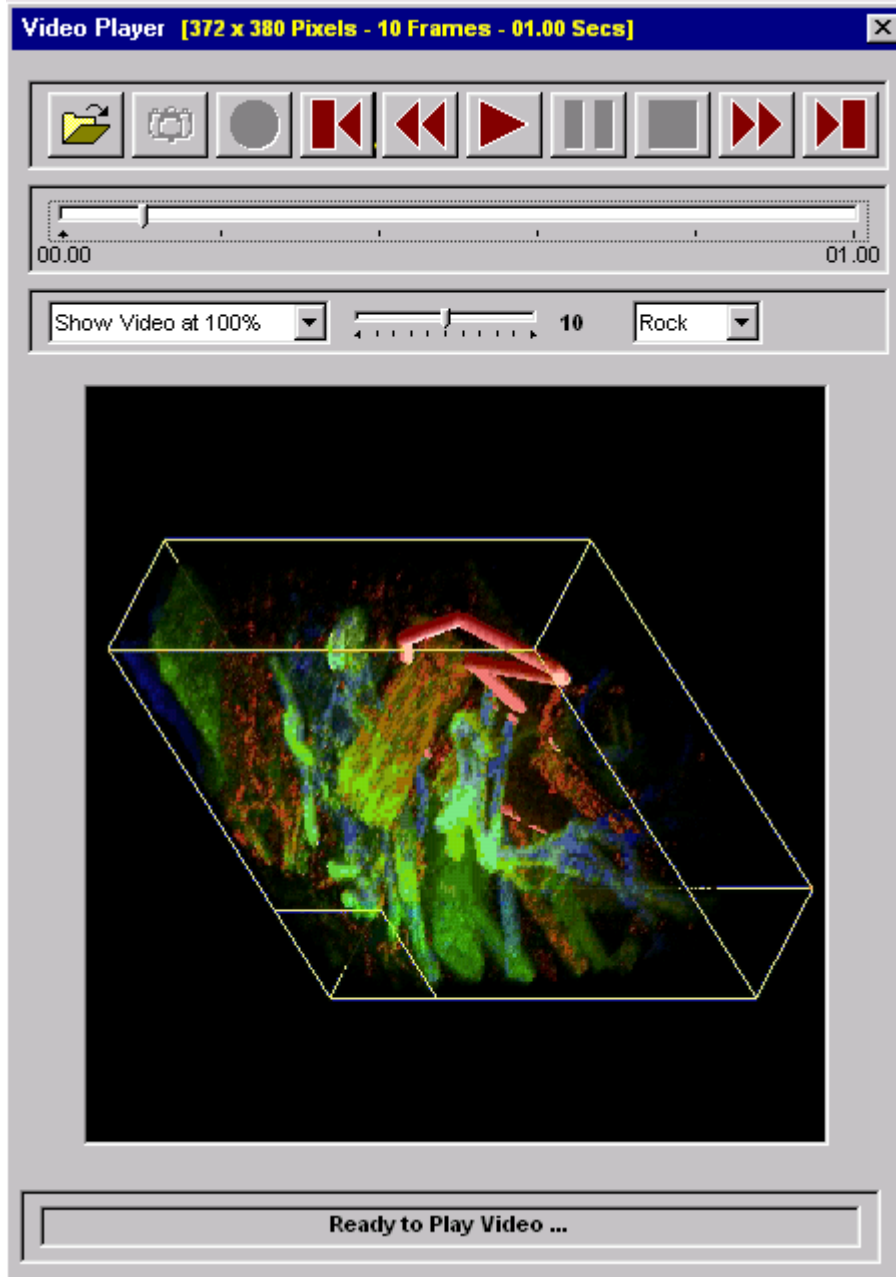 Video Player [372 x 380 Pixels - 10 Frames - 01.00 Secs]
00.00 01.00
Show Video at 100% 10 Rock
Ready to Play Video ...